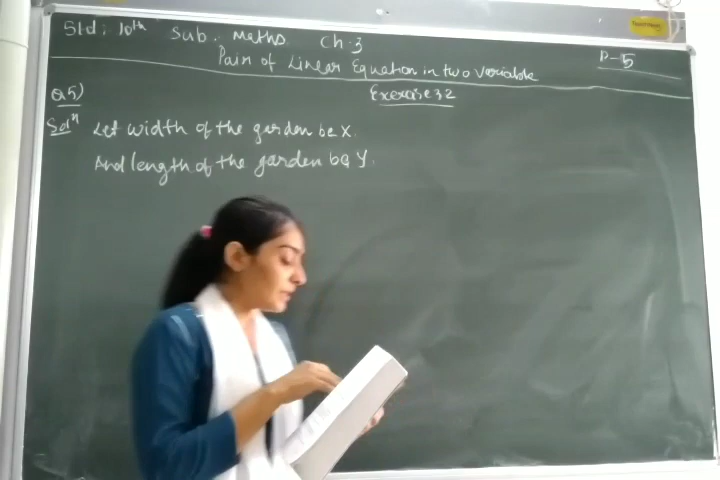 Std: 10th Sub. Maths. Ch.3
Pair of Linear Equation in two variable
P-5
Exercise 3.2
Q.5)
Solⁿ Let width of the garden be x.
And length of the garden be y.